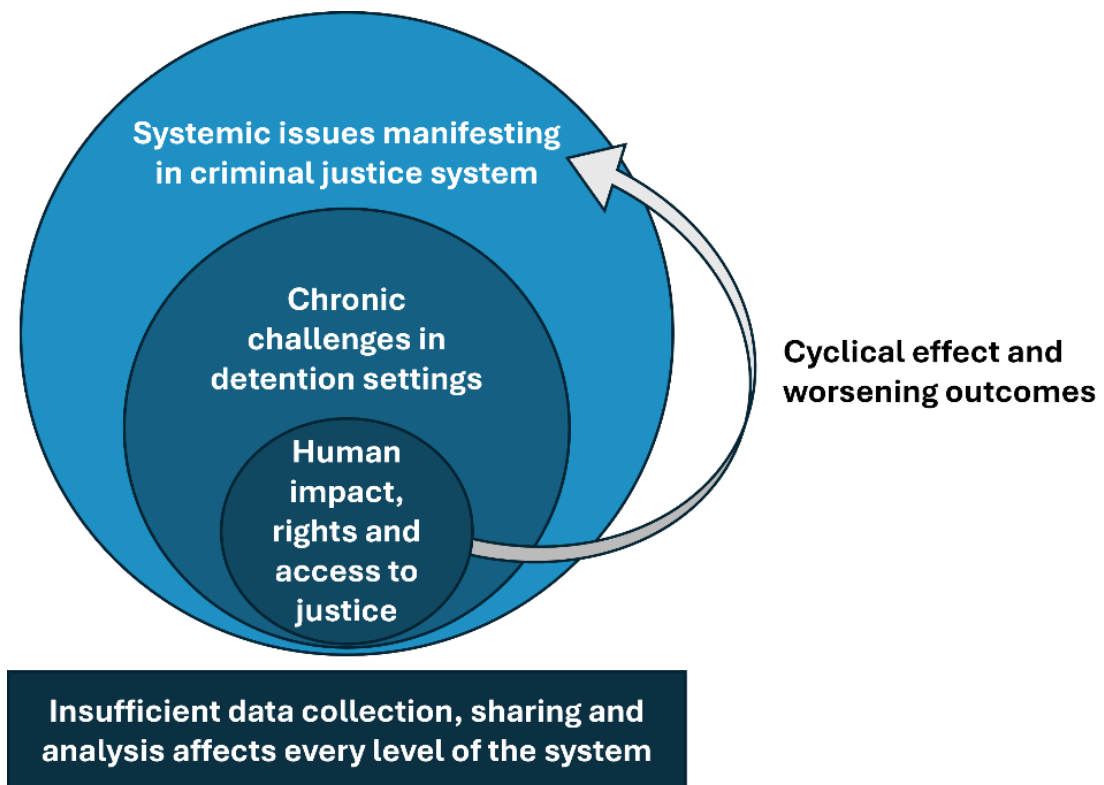 Systemic issues manifesting
in criminal justice system
Chronic
challenges in
detention settings
Human
impact,
rights and
access to
justice
Cyclical effect and
worsening outcomes
Insufficient data collection, sharing and
analysis affects every level of the system